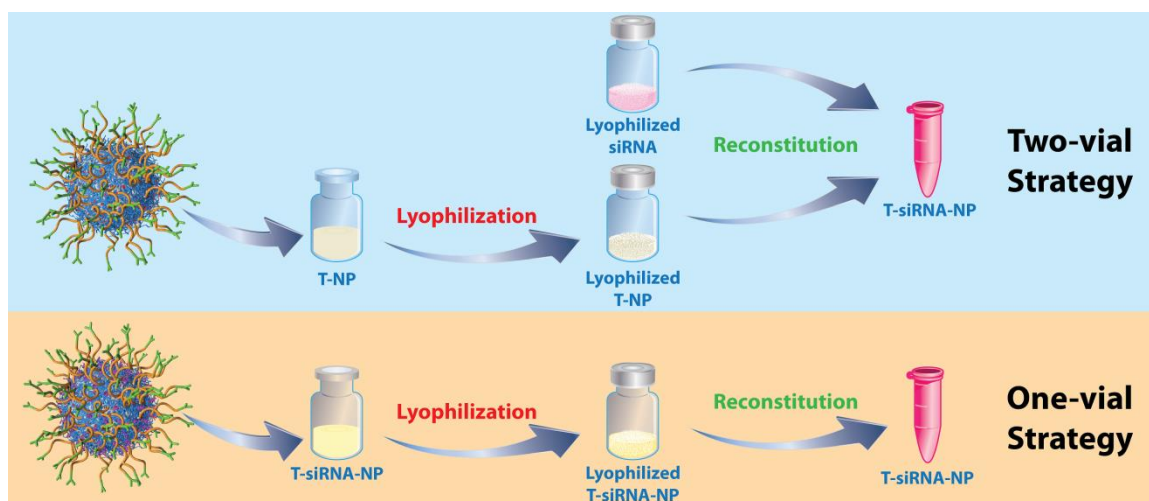 Lyophilized
siRNA
Reconstitution
Two-vial
Strategy
T-siRNA-NP
Lyophilization
T-NP
Lyophilized
T-NP
Lyophilization
Reconstitution
One-vial
Strategy
T-siRNA-NP
Lyophilized
T-siRNA-NP
T-siRNA-NP